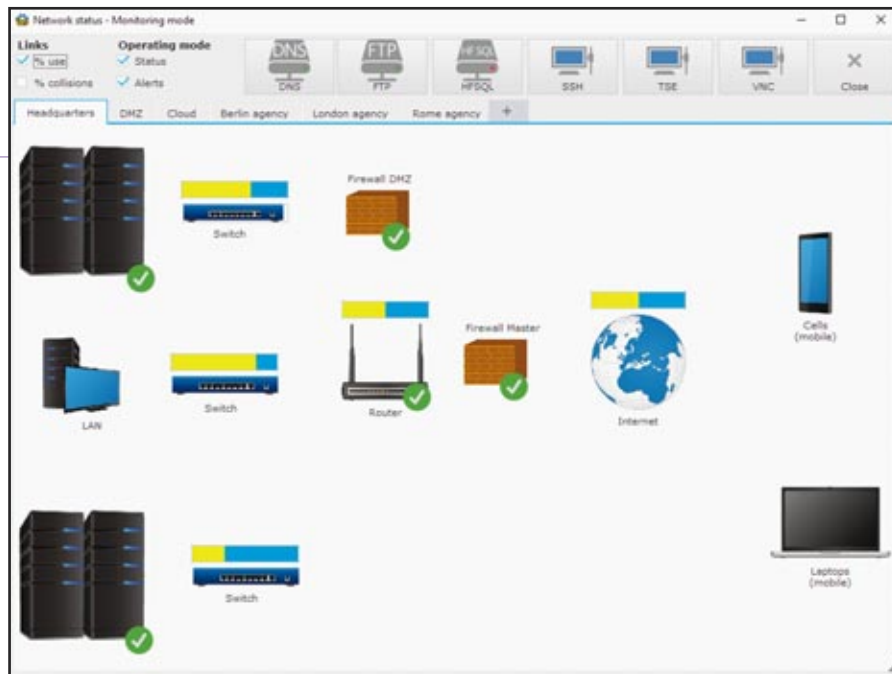 Network status - Monitoring mode
Links
Operating mode
% use
Status
% collisions
Alerts
DNS
DNS
FTP
FTP
HFSQL
HFSQL
SSH
TSE
VNC
Close
Headquarters
DMZ
Cloud
Berlin agency
London agency
Rome agency
+
Firewall DMZ
Switch
Cells
(mobile)
Firewall Master
LAN
Switch
Router
Internet
Laptops
(mobile)
Switch